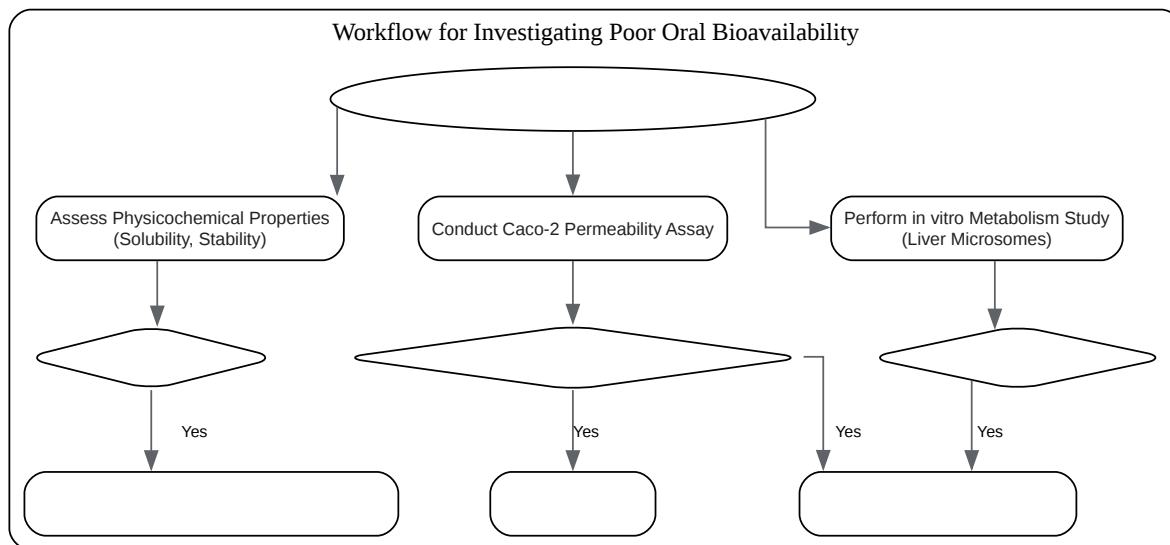 Workflow for Investigating Poor Oral Bioavailability
Assess Physicochemical Properties
(Solubility, Stability)
Conduct Caco-2 Permeability Assay
Perform in vitro Metabolism Study
(Liver Microsomes)
Yes
Yes
Yes
Yes